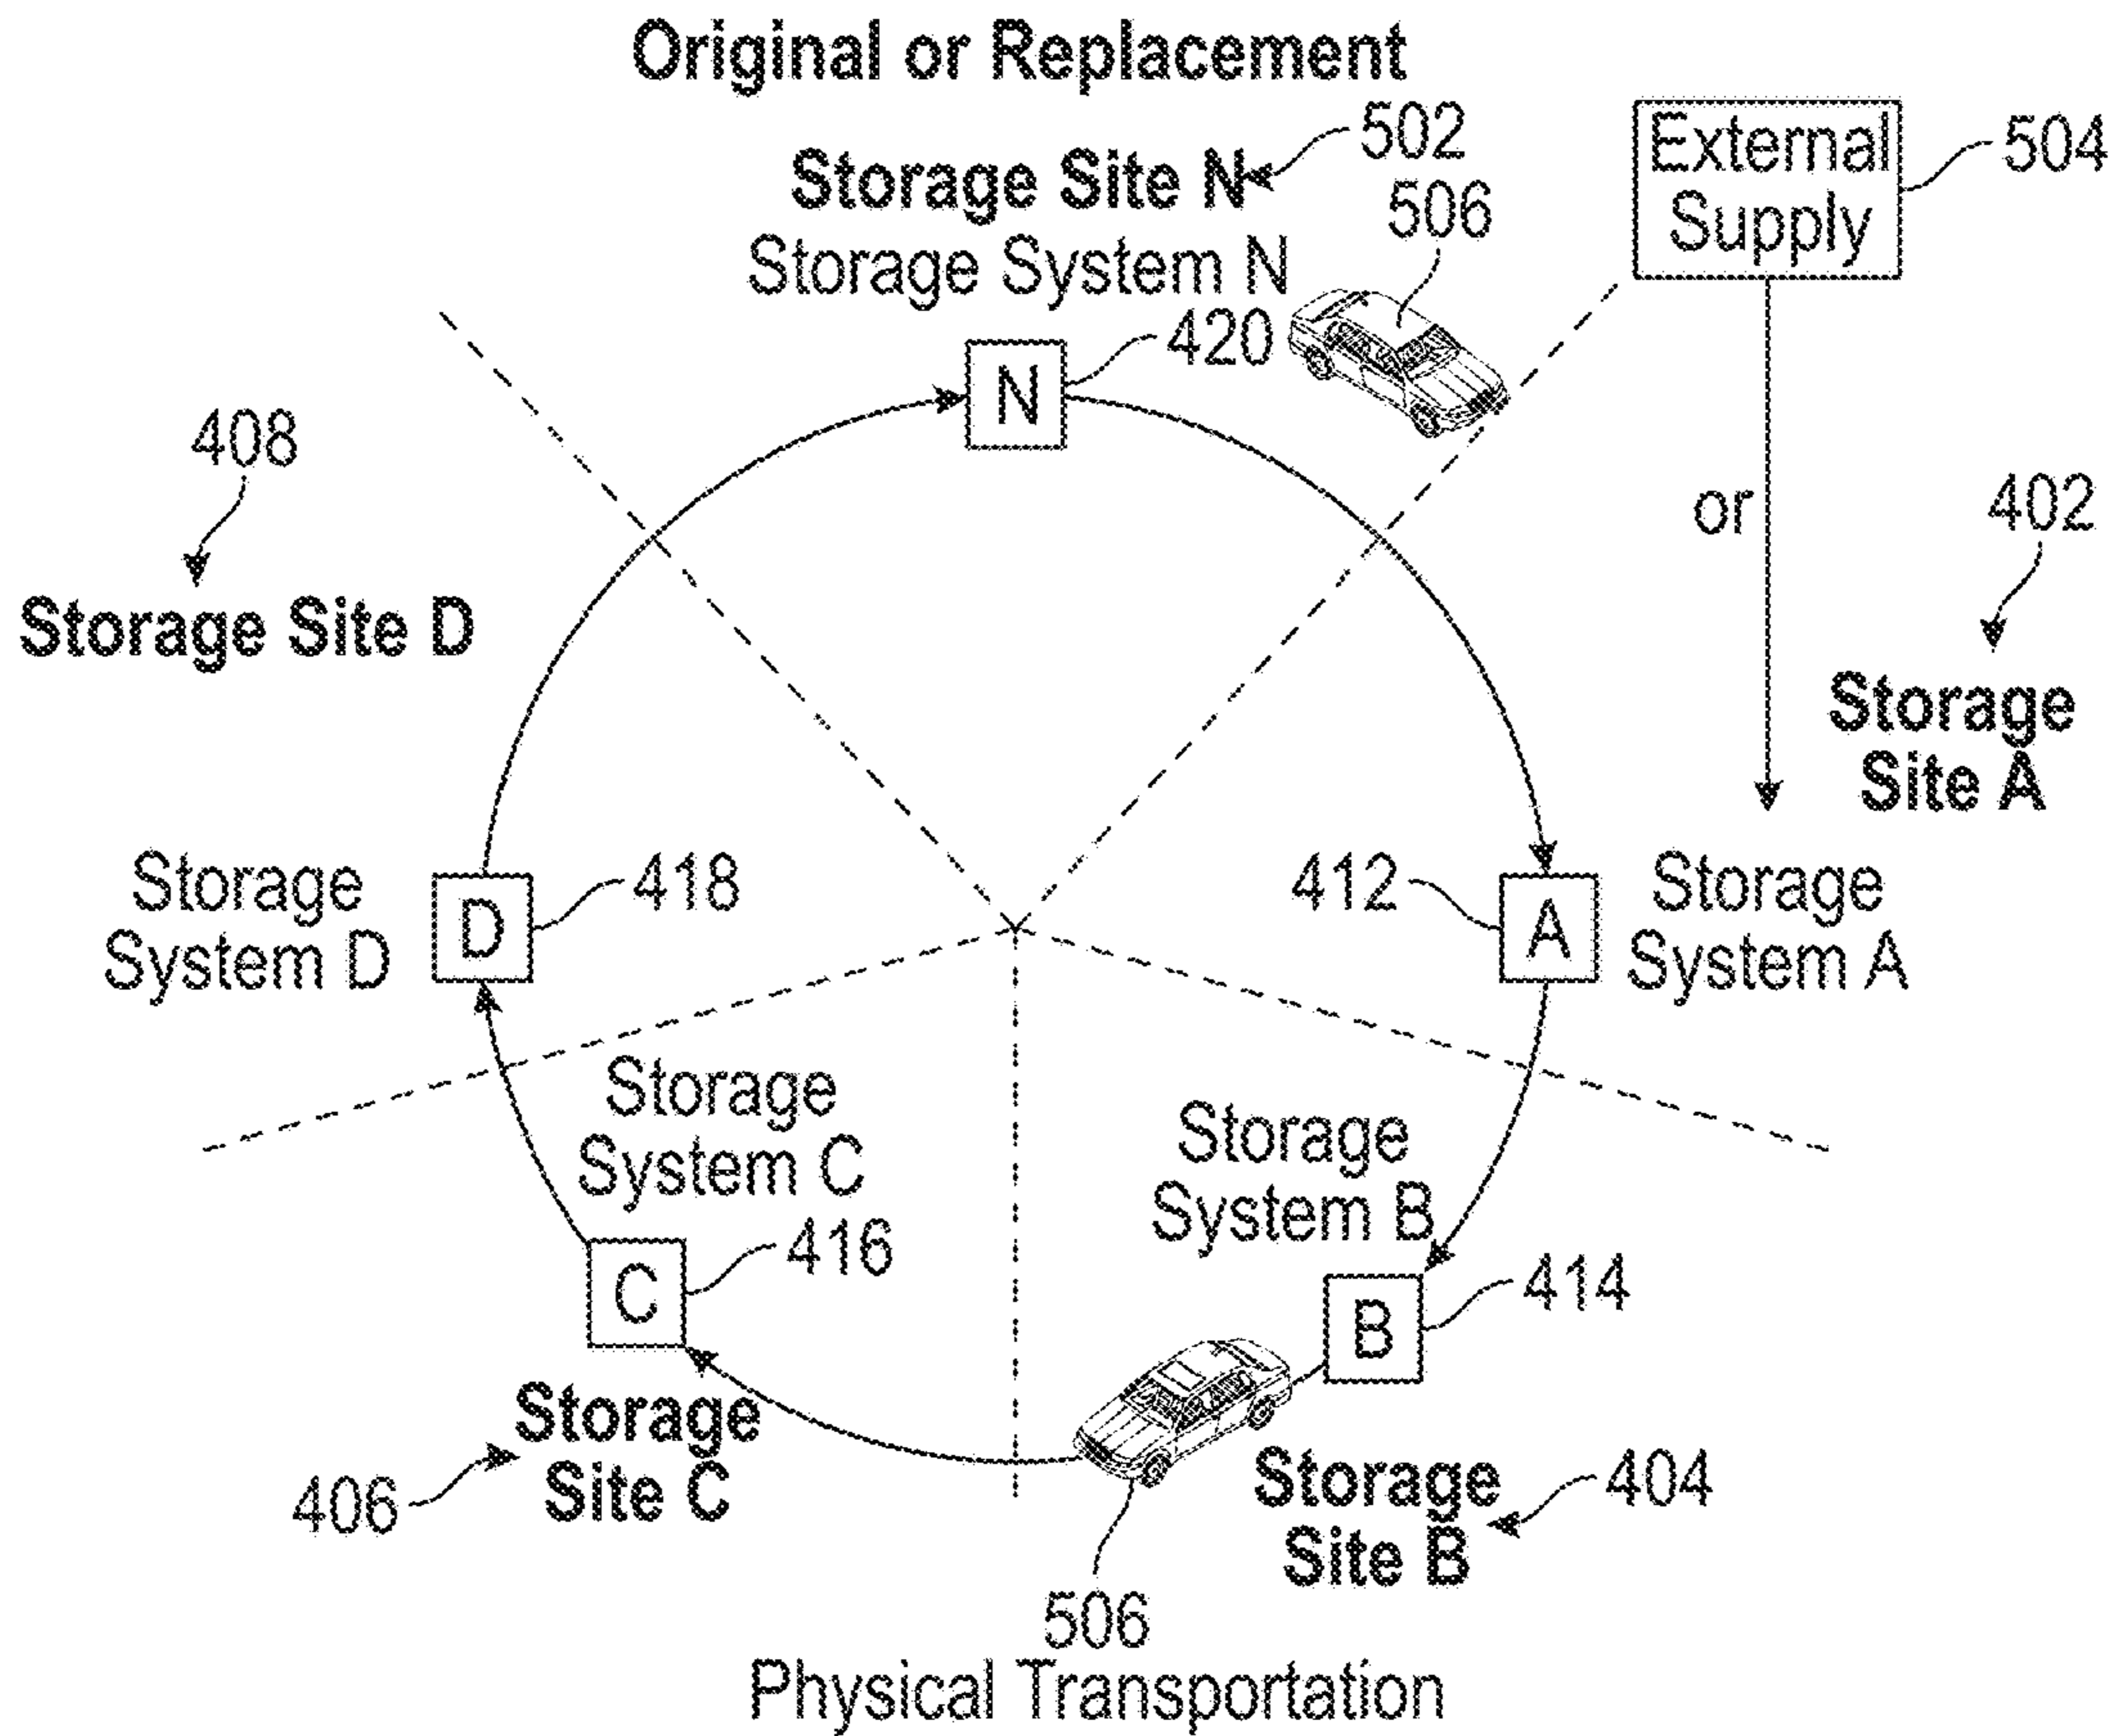 Original or Replacement
502
Storage Site N
506
Storage System N
420
N
External
Supply
504
or
408
Storage Site D
402
Storage
Site A
Storage
System D
D
418
412
A
Storage
System A
Storage
System C
416
C
Storage
System B
414
B
Storage
Site C
406
Storage
Site B
404
506
Physical Transportation